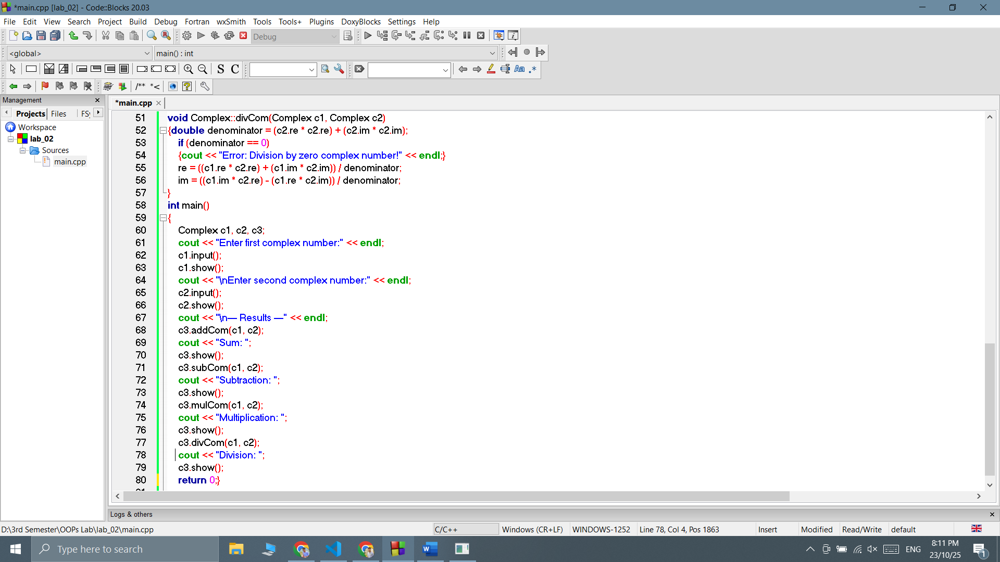 *main.cpp [lab_02] - Code::Blocks 20.03
File Edit View Search Project Build Debug Fortran wxSmith Tools Tools+ Plugins DoxyBlocks Settings Help
Debug
<global> main() : int
S C Aa .*
/** *<
Management
Projects Files FSy
*main.cpp
Workspace
lab_02
Sources
main.cpp
51 void Complex::divCom(Complex c1, Complex c2)
52 {double denominator = (c2.re * c2.re) + (c2.im * c2.im);
53 if (denominator == 0)
54 {cout << "Error: Division by zero complex number!" << endl;}
55 re = ((c1.re * c2.re) + (c1.im * c2.im)) / denominator;
56 im = ((c1.im * c2.re) - (c1.re * c2.im)) / denominator;
57 }
58 int main()
59 {
60 Complex c1, c2, c3;
61 cout << "Enter first complex number:" << endl;
62 c1.input();
63 c1.show();
64 cout << "\nEnter second complex number:" << endl;
65 c2.input();
66 c2.show();
67 cout << "\n— Results —" << endl;
68 c3.addCom(c1, c2);
69 cout << "Sum: ";
70 c3.show();
71 c3.subCom(c1, c2);
72 cout << "Subtraction: ";
73 c3.show();
74 c3.mulCom(c1, c2);
75 cout << "Multiplication: ";
76 c3.show();
77 c3.divCom(c1, c2);
78 cout << "Division: ";
79 c3.show();
80 return 0;}
Logs & others
D:\3rd Semester\OOPs Lab\lab_02\main.cpp C/C++ Windows (CR+LF) WINDOWS-1252 Line 78, Col 4, Pos 1863 Insert Modified Read/Write default
Type here to search
ENG
8:11 PM
23/10/25
1